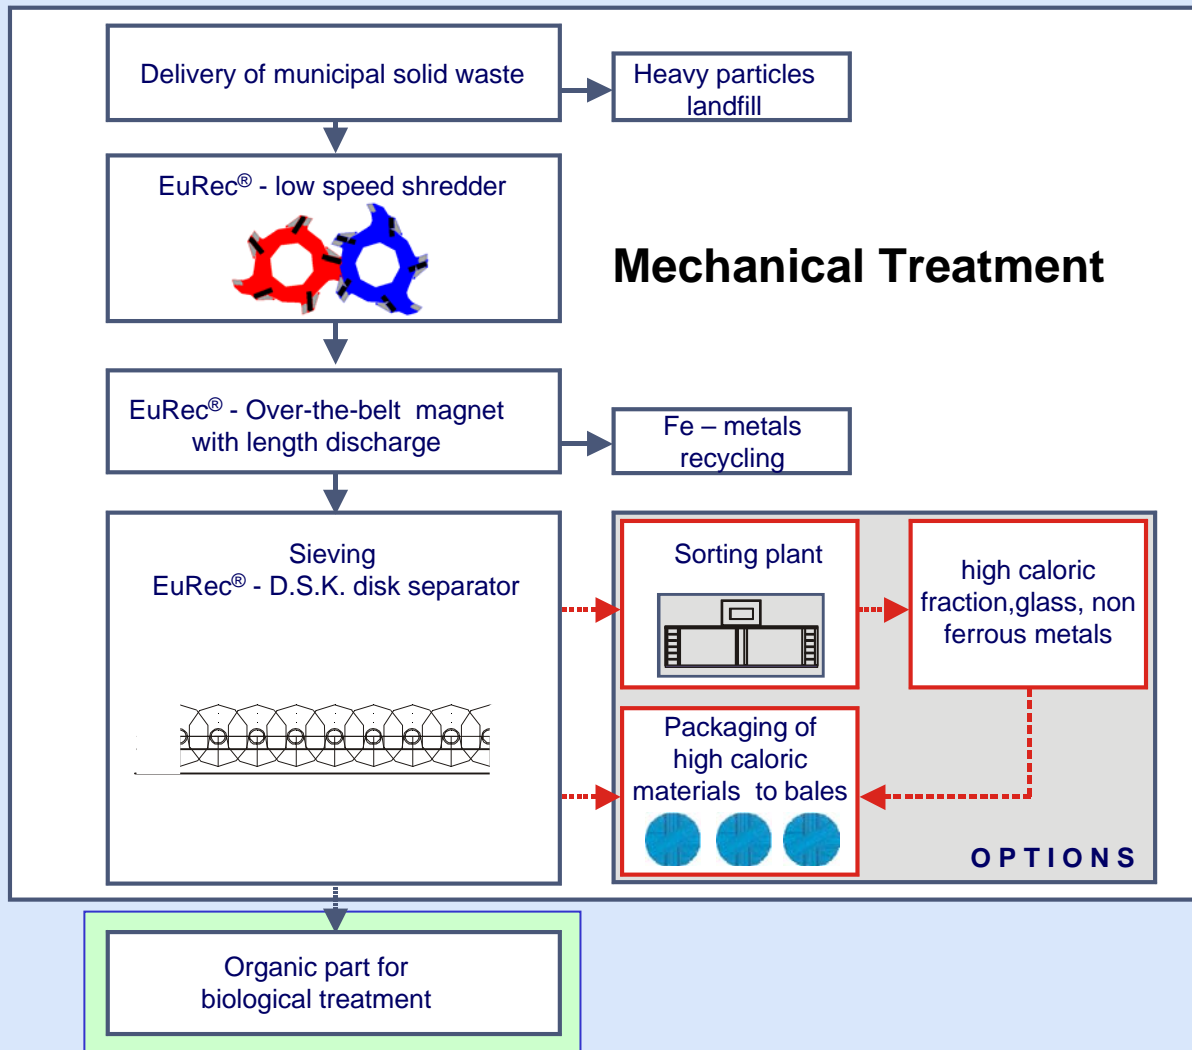 Delivery of municipal solid waste
Heavy particles
landfill
EuRec® - low speed shredder
Mechanical Treatment
EuRec® - Over-the-belt  magnet
with length discharge
Fe – metals
recycling
Sieving
EuRec® - D.S.K. disk separator
Sorting plant
high caloric
fraction,glass, non
ferrous metals
Packaging of
high caloric
materials  to bales
OPTIONS
Organic part for
biological treatment